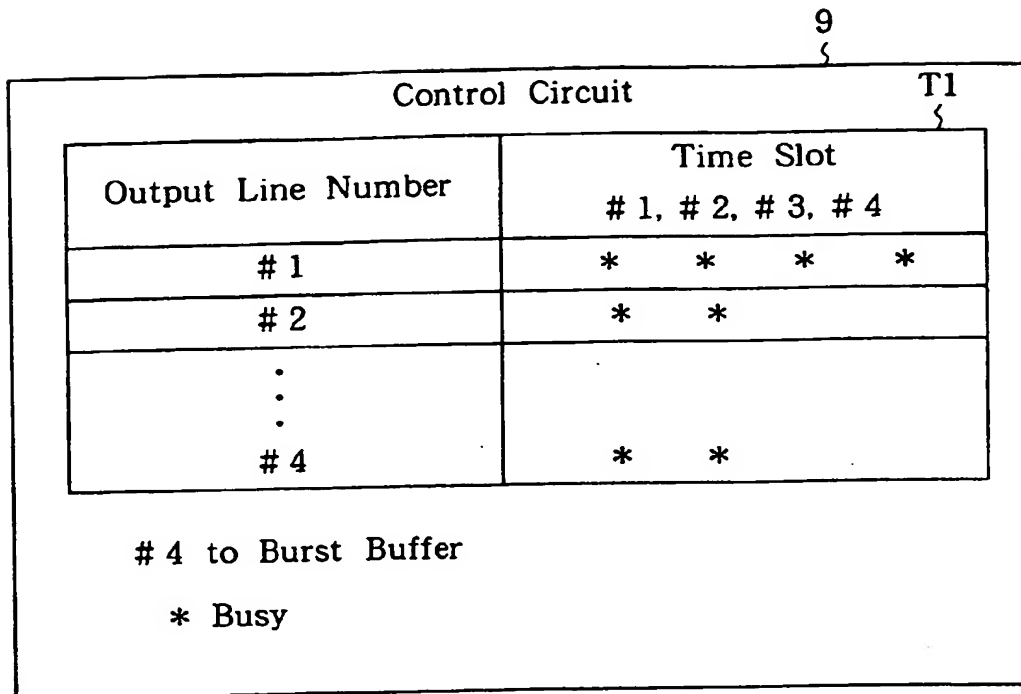 9
Control Circuit T1
Output Line Number
Time Slot
# 1, # 2, # 3, # 4
# 1 * * * *
# 2 * *
# 4 * *
# 4 to Burst Buffer
* Busy